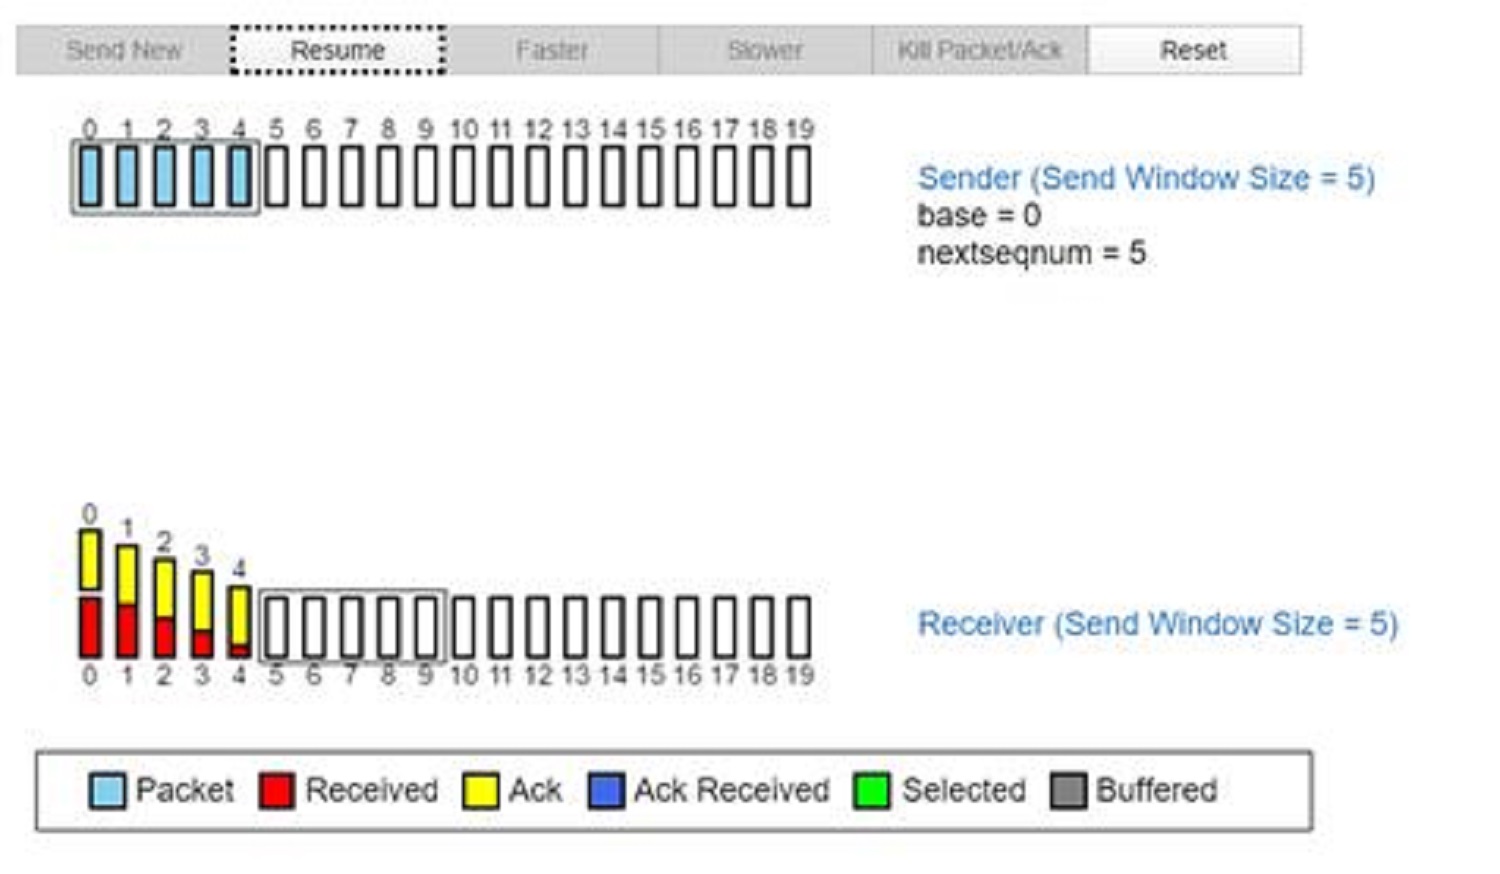 Send New Resume Faster Slower Kill Packet/Ack Reset
0 1 2 3 4 5 6 7 8 9 10 11 12 13 14 15 16 17 18 19
Sender (Send Window Size = 5)
base = 0
nextseqnum = 5
0 1 2 3 4
Receiver (Send Window Size = 5)
0 1 2 3 4 5 6 7 8 9 10 11 12 13 14 15 16 17 18 19
Packet Received Ack Ack Received Selected Buffered